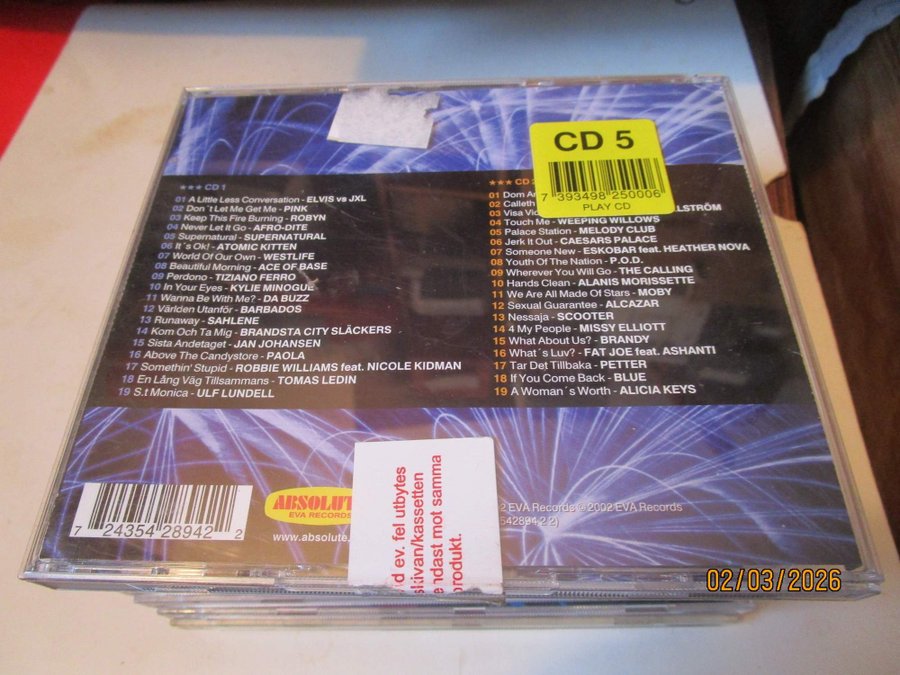 CD 5
7 393498 250006
PLAY CD
★★★ CD 1
01 A Little Less Conversation - ELVIS vs JXL
02 Don´t Let Me Get Me - PINK
03 Keep This Fire Burning - ROBYN
04 Never Let It Go - AFRO-DITE
05 Supernatural - SUPERNATURAL
06 It´s Ok! - ATOMIC KITTEN
07 World Of Our Own - WESTLIFE
08 Beautiful Morning - ACE OF BASE
09 Perdono - TIZIANO FERRO
10 In Your Eyes - KYLIE MINOGUE
11 Wanna Be With Me? - DA BUZZ
12 Världen Utanför - BARBADOS
13 Runaway - SAHLENE
14 Kom Och Ta Mig - BRANDSTA CITY SLÄCKERS
15 Sista Andetaget - JAN JOHANSEN
16 Above The Candystore - PAOLA
17 Somethin' Stupid - ROBBIE WILLIAMS feat. NICOLE KIDMAN
18 En Lång Väg Tillsammans - TOMAS LEDIN
19 S.t Monica - ULF LUNDELL
★★★ CD
01 Dom
02
03 Visa
04 Touch Me - WEEPING WILLOWS
05 Palace Station - MELODY CLUB
06 Jerk It Out - CAESARS PALACE
07 Someone New - ESKOBAR feat. HEATHER NOVA
08 Youth Of The Nation - P.O.D.
09 Wherever You Will Go - THE CALLING
10 Hands Clean - ALANIS MORISSETTE
11 We Are All Made Of Stars - MOBY
12 Sexual Guarantee - ALCAZAR
13 Nessaja - SCOOTER
14 4 My People - MISSY ELLIOTT
15 What About Us? - BRANDY
16 What´s Luv? - FAT JOE feat. ASHANTI
17 Tar Det Tillbaka - PETTER
18 If You Come Back - BLUE
19 A Woman´s Worth - ALICIA KEYS
7 24354 28942 2
ABSOLUT
EVA RECORDS
www.absolute.
d ev. fel utbytes
skivan/kassetten
endast mot samma
produkt.
2 EVA Records ℗ 2002 EVA Records
542894 2 2)
02/03/2026